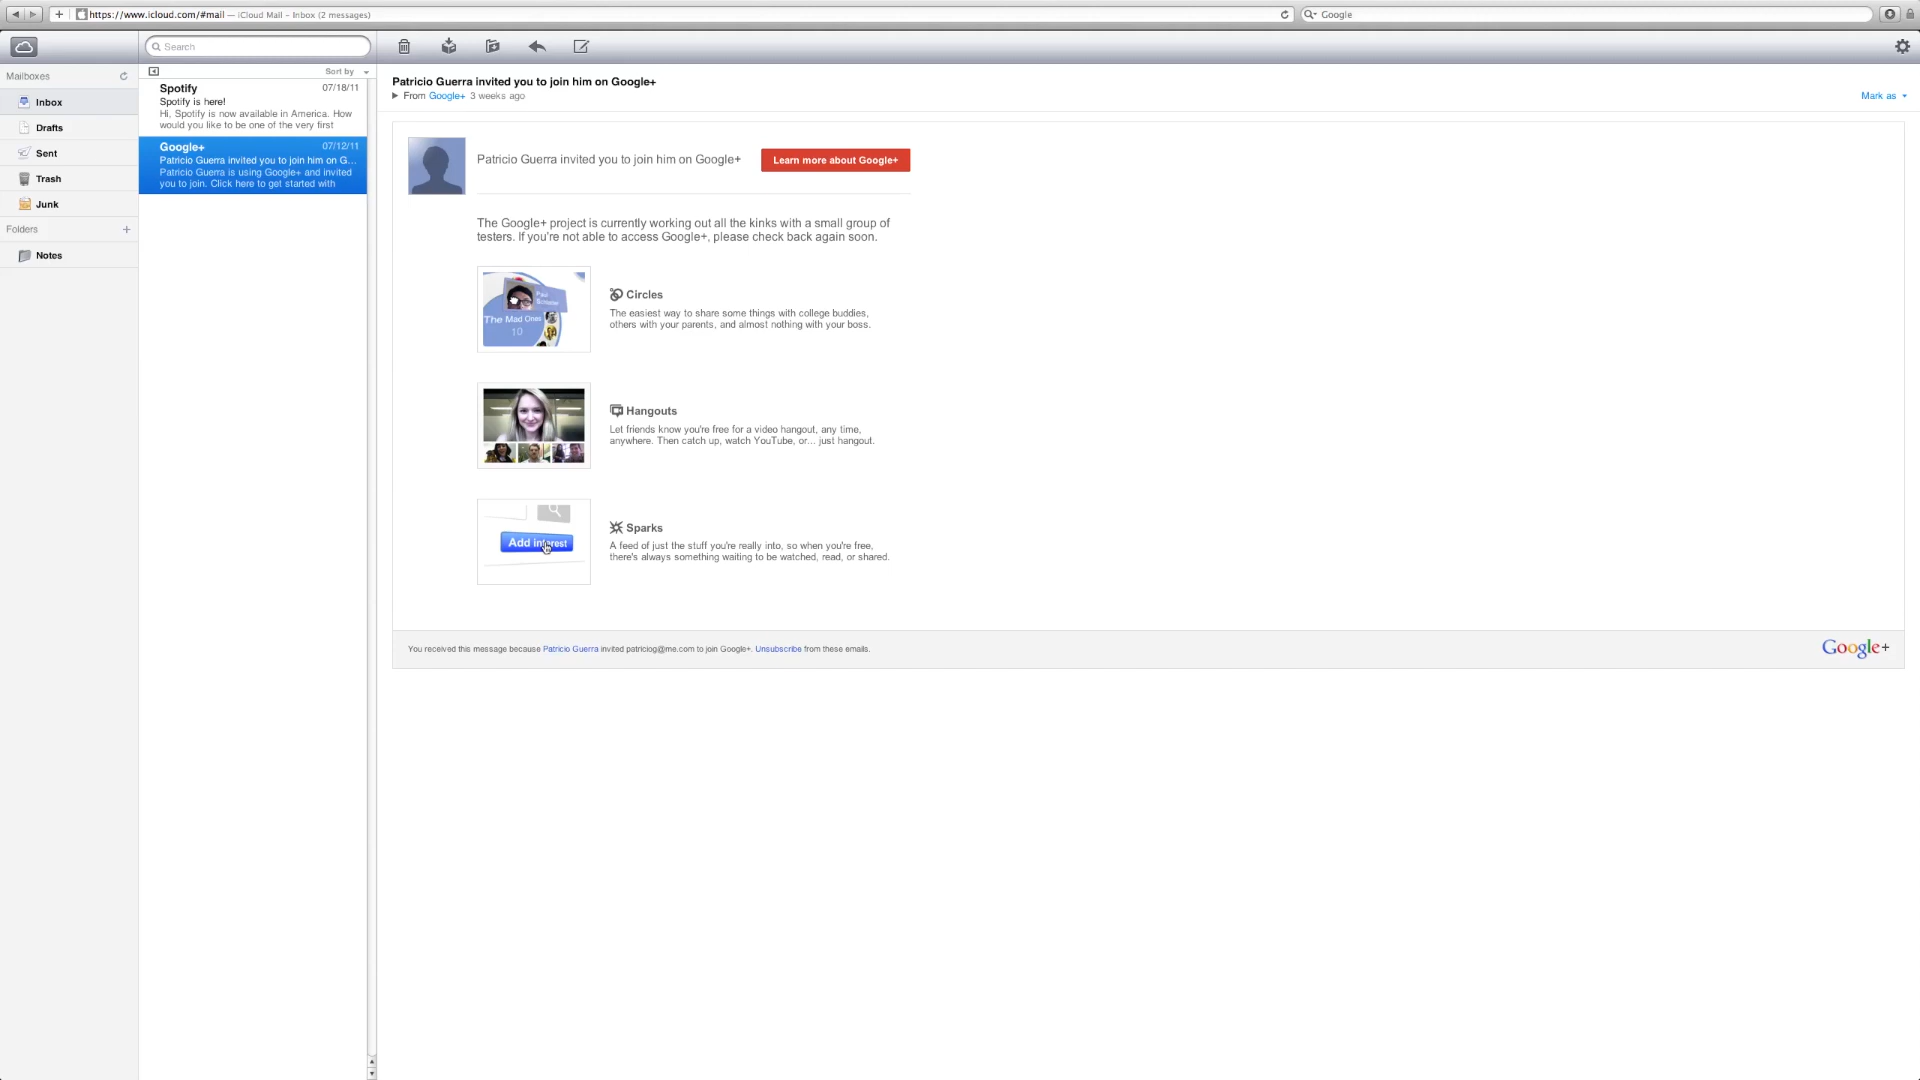 https://www.icloud.com/#mail — iCloud Mail – Inbox (2 messages)
Google
Search
Mailboxes
Inbox
Drafts
Sent
Trash
Junk
Folders
Notes
Sort by
Spotify 07/18/11
Spotify is here!
Hi, Spotify is now available in America. How
would you like to be one of the very first
Google+ 07/12/11
Patricio Guerra invited you to join him on G...
Patricio Guerra is using Google+ and invited
you to join. Click here to get started with
Patricio Guerra invited you to join him on Google+
From Google+ 3 weeks ago
Mark as
Patricio Guerra invited you to join him on Google+
Learn more about Google+
The Google+ project is currently working out all the kinks with a small group of
testers. If you're not able to access Google+, please check back again soon.
Paul
The Mad Ones
10
Circles
The easiest way to share some things with college buddies,
others with your parents, and almost nothing with your boss.
Hangouts
Let friends know you're free for a video hangout, any time,
anywhere. Then catch up, watch YouTube, or... just hangout.
Add interest
Sparks
A feed of just the stuff you're really into, so when you're free,
there's always something waiting to be watched, read, or shared.
You received this message because Patricio Guerra invited patriciog@me.com to join Google+. Unsubscribe from these emails.
Google+